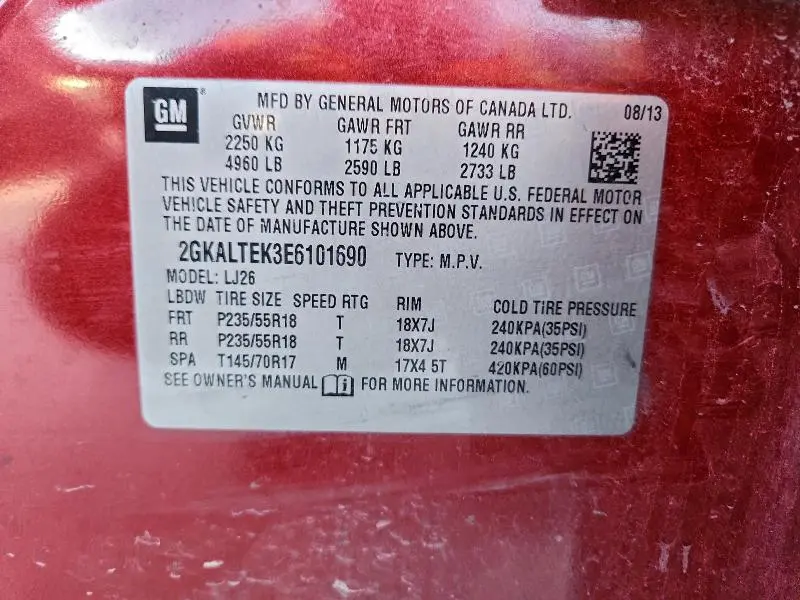 GM ® MFD BY GENERAL MOTORS OF CANADA LTD. 08/13
GVWR GAWR FRT GAWR RR
2250 KG 1175 KG 1240 KG
4960 LB 2590 LB 2733 LB
THIS VEHICLE CONFORMS TO ALL APPLICABLE U.S. FEDERAL MOTOR
VEHICLE SAFETY AND THEFT PREVENTION STANDARDS IN EFFECT ON
THE DATE OF MANUFACTURE SHOWN ABOVE.
2GKALTEK3E6101690 TYPE: M.P.V.
MODEL: LJ26
LBDW TIRE SIZE SPEED RTG RIM COLD TIRE PRESSURE
FRT P235/55R18 T 18X7J 240KPA(35PSI)
RR P235/55R18 T 18X7J 240KPA(35PSI)
SPA T145/70R17 M 17X4 5T 420KPA(60PSI)
SEE OWNER'S MANUAL i FOR MORE INFORMATION.